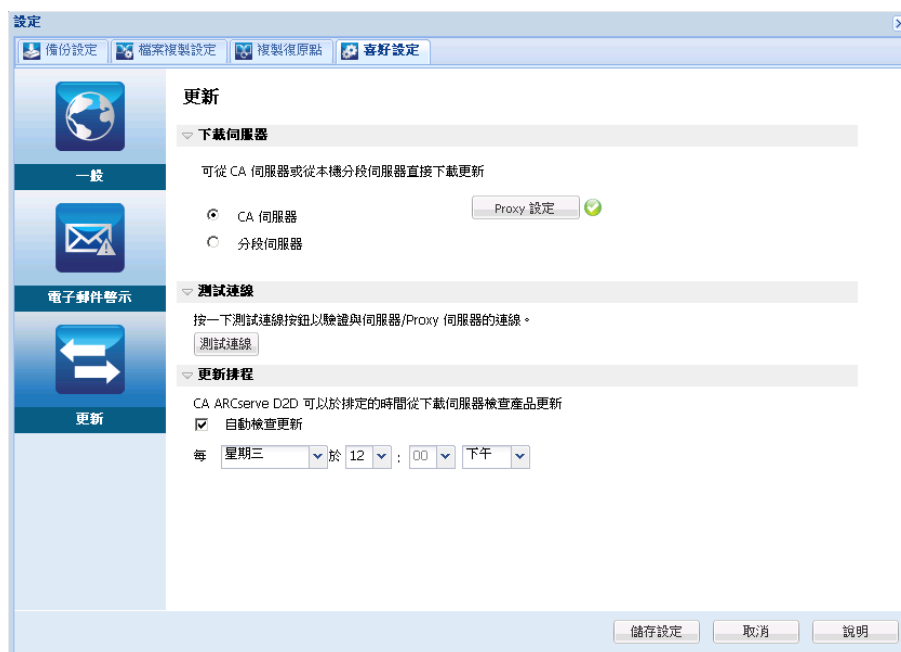 設定
備份設定 檔案複製設定 複製復原點 喜好設定
一般
電子郵件警示
更新
更新
下載伺服器
可從 CA 伺服器或從本機分段伺服器直接下載更新
CA 伺服器
Proxy 設定
分段伺服器
測試連線
按一下測試連線按鈕以驗證與伺服器/Proxy 伺服器的連線。
測試連線
更新排程
CA ARCserve D2D 可以於排定的時間從下載伺服器檢查產品更新
自動檢查更新
每 星期三 於 12 : 00 下午
儲存設定 取消 說明